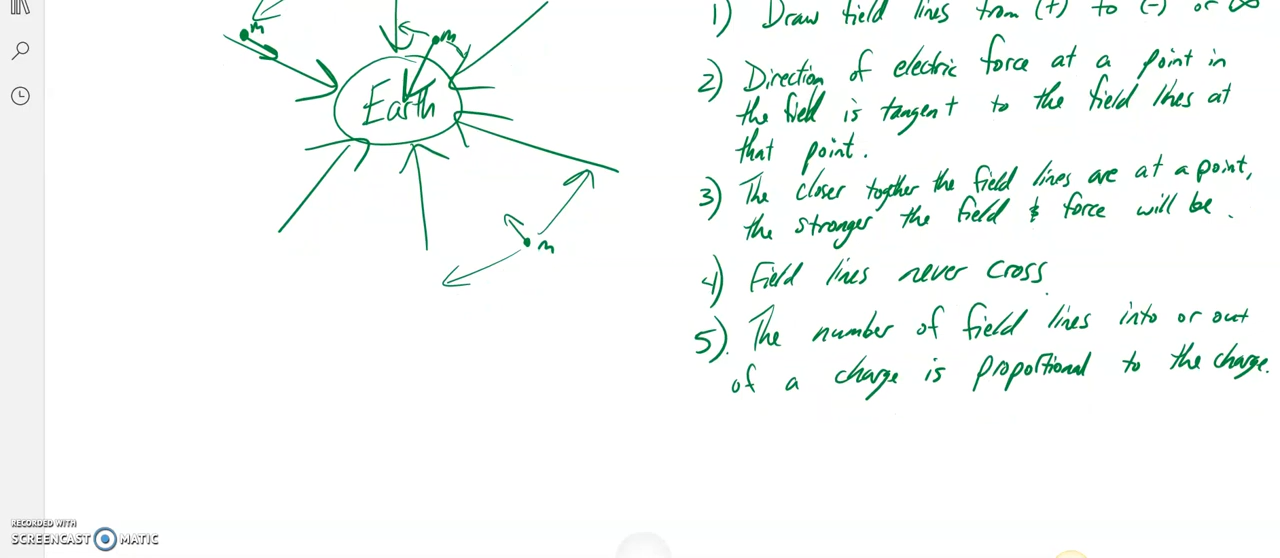 1) Draw field lines from (+) to (-) or ∞
m
m
2) Direction of electric force at a point in
the field is tangent to the field lines at
that point.
Earth
3) The closer together the field lines are at a point,
the stronger the field & force will be.
m
4) Field lines never cross.
5). The number of field lines into or out
of a charge is proportional to the charge.
RECORDED WITH
SCREENCAST MATIC